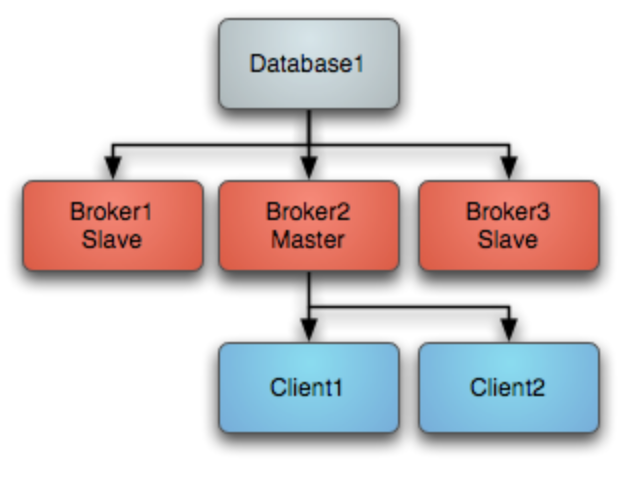 Database1
Broker1
Slave
Broker2
Master
Broker3
Slave
Client1
Client2